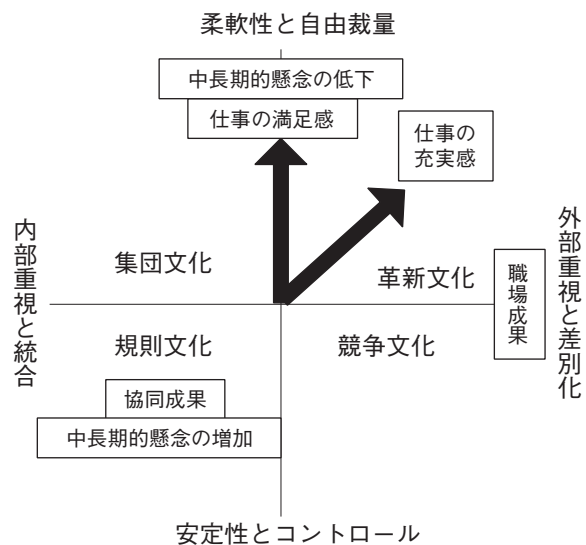 柔軟性と自由裁量
中長期的懸念の低下
仕事の満足感
仕事の
充実感
内部重視と統合
集団文化
革新文化
職場成果
外部重視と差別化
規則文化
競争文化
協同成果
中長期的懸念の増加
安定性とコントロール